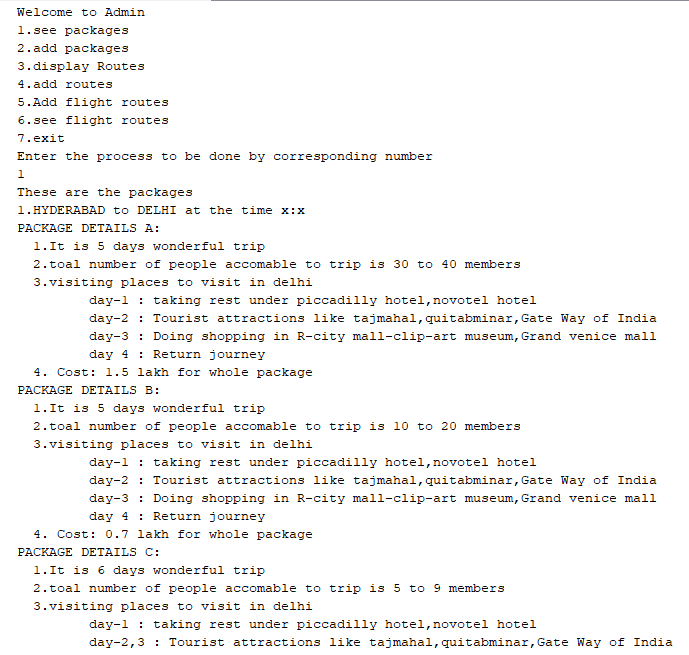 Welcome to Admin
1.see packages
2.add packages
3.display Routes
4.add routes
5.Add flight routes
6.see flight routes
7.exit
Enter the process to be done by corresponding number
1
These are the packages
1.HYDERABAD to DELHI at the time x:x
PACKAGE DETAILS A:
  1.It is 5 days wonderful trip
  2.toal number of people accomable to trip is 30 to 40 members
  3.visiting places to visit in delhi
         day-1 : taking rest under piccadilly hotel,novotel hotel
         day-2 : Tourist attractions like tajmahal,quitabminar,Gate Way of India
         day-3 : Doing shopping in R-city mall-clip-art museum,Grand venice mall
         day 4 : Return journey
  4. Cost: 1.5 lakh for whole package
PACKAGE DETAILS B:
  1.It is 5 days wonderful trip
  2.toal number of people accomable to trip is 10 to 20 members
  3.visiting places to visit in delhi
         day-1 : taking rest under piccadilly hotel,novotel hotel
         day-2 : Tourist attractions like tajmahal,quitabminar,Gate Way of India
         day-3 : Doing shopping in R-city mall-clip-art museum,Grand venice mall
         day 4 : Return journey
  4. Cost: 0.7 lakh for whole package
PACKAGE DETAILS C:
  1.It is 6 days wonderful trip
  2.toal number of people accomable to trip is 5 to 9 members
  3.visiting places to visit in delhi
         day-1 : taking rest under piccadilly hotel,novotel hotel
         day-2,3 : Tourist attractions like tajmahal,quitabminar,Gate Way of India